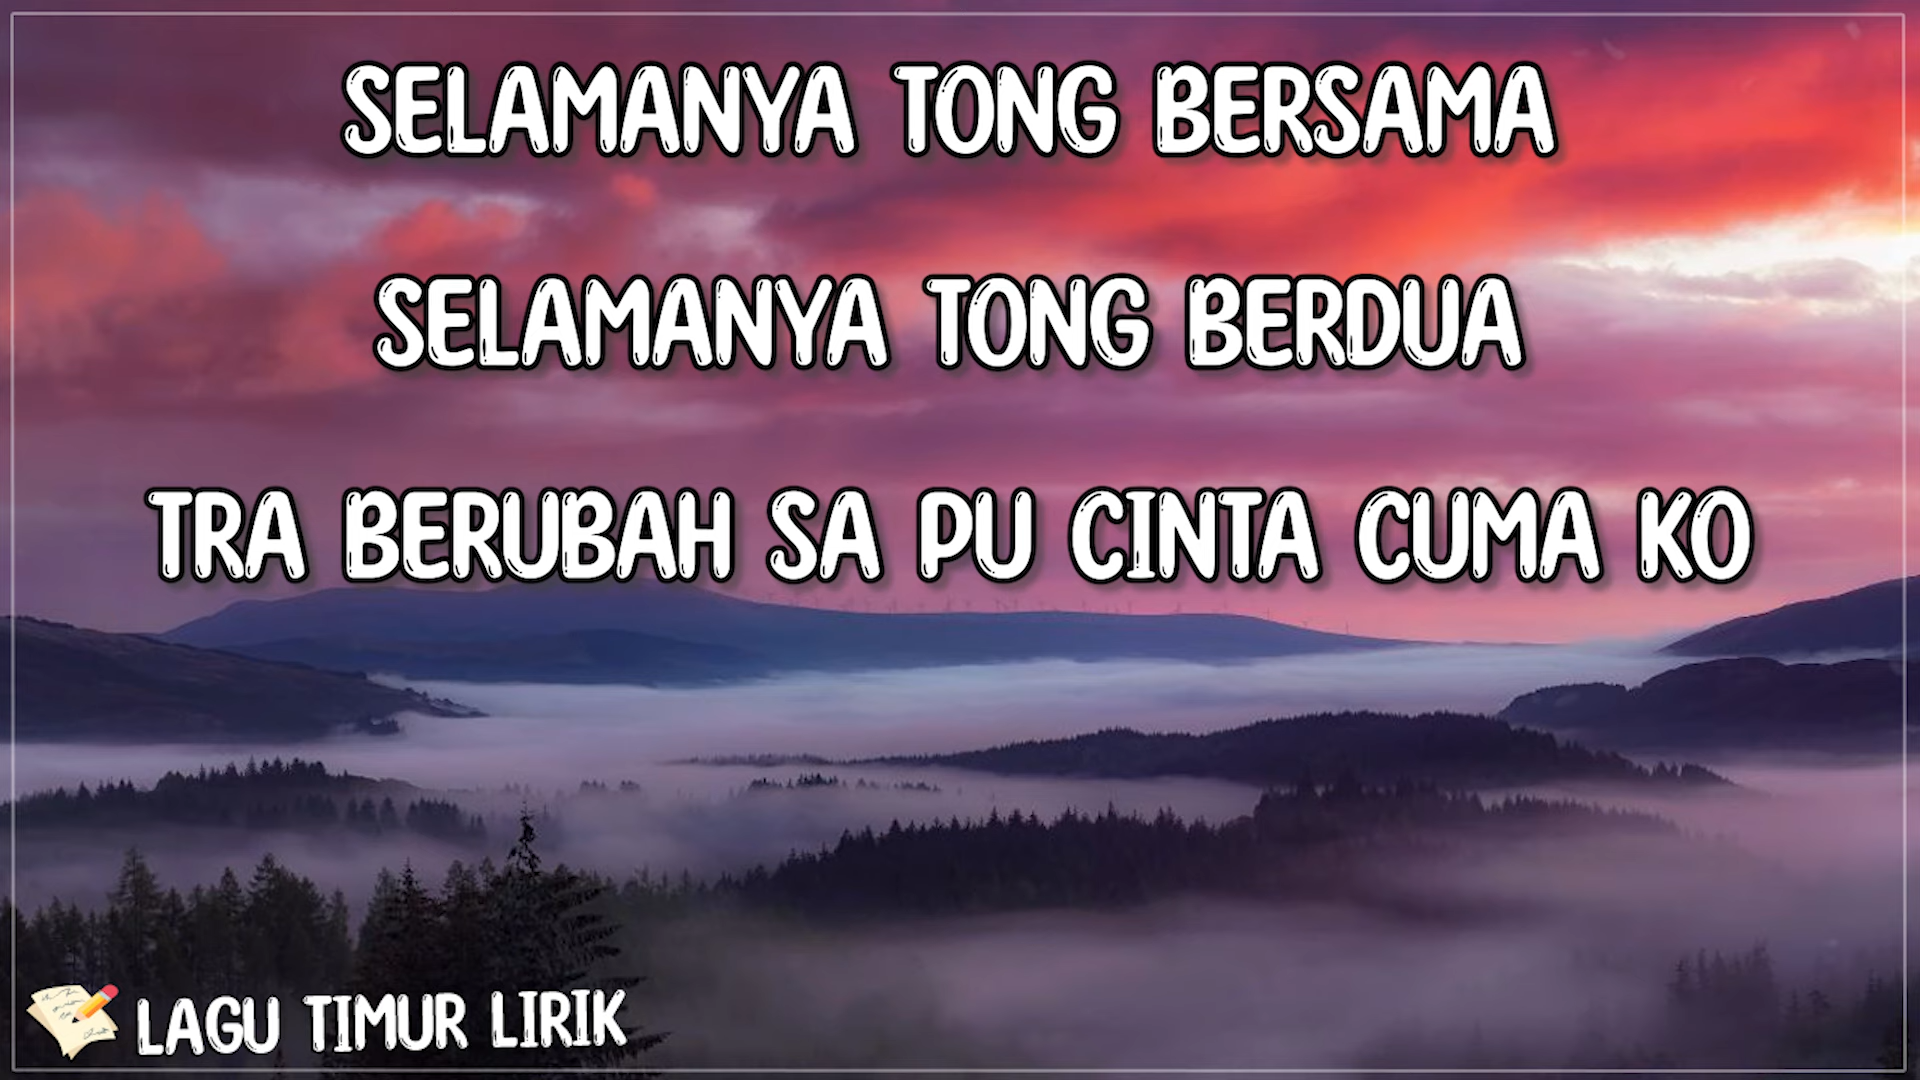 SELAMANYA TONG BERSAMA
SELAMANYA TONG BERDUA
TRA BERUBAH SA PU CINTA CUMA KO
LAGU TIMUR LIRIK